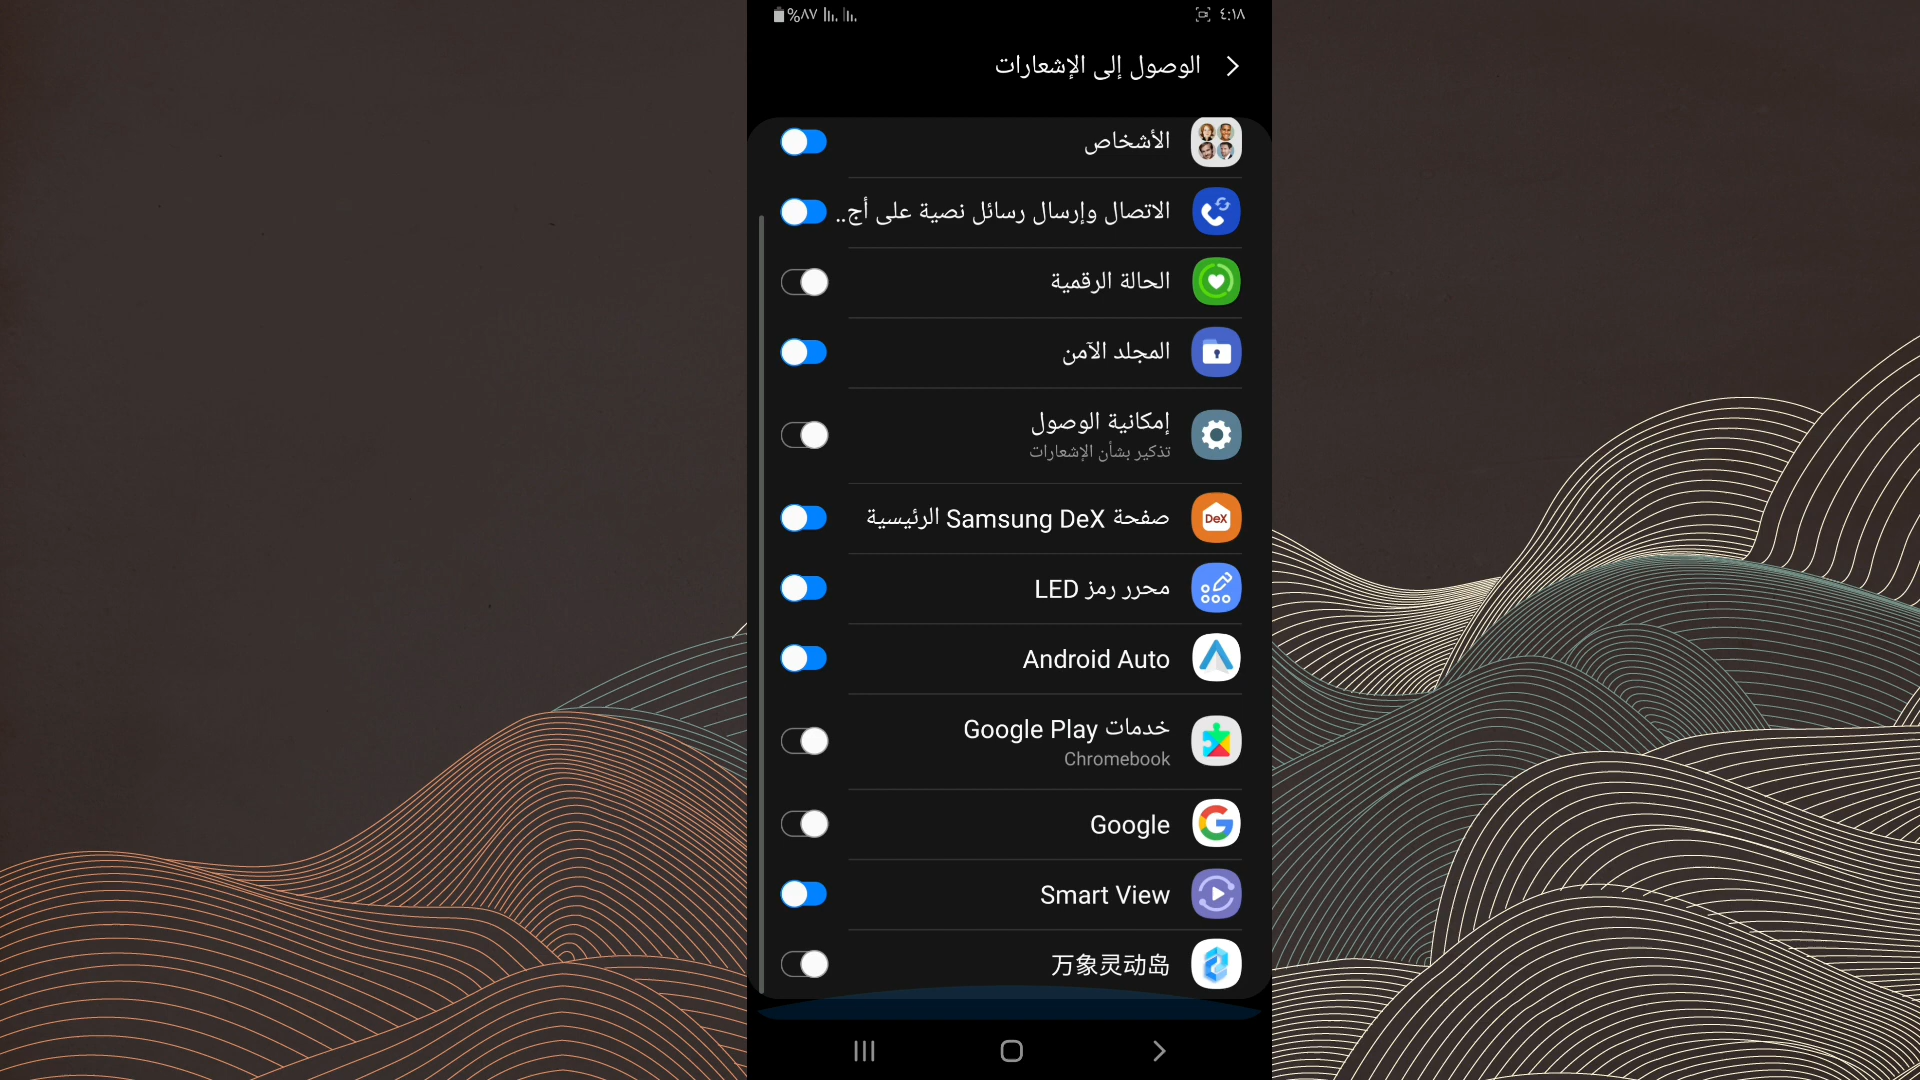 ٤:١٨ %٨٧
الوصول إلى الإشعارات
الأشخاص
الاتصال وإرسال رسائل نصية على أج..
الحالة الرقمية
المجلد الآمن
إمكانية الوصول
تذكير بشأن الإشعارات
DeX
صفحة Samsung DeX الرئيسية
محرر رمز LED
Android Auto
خدمات Google Play
Chromebook
Google
Smart View
万象灵动岛